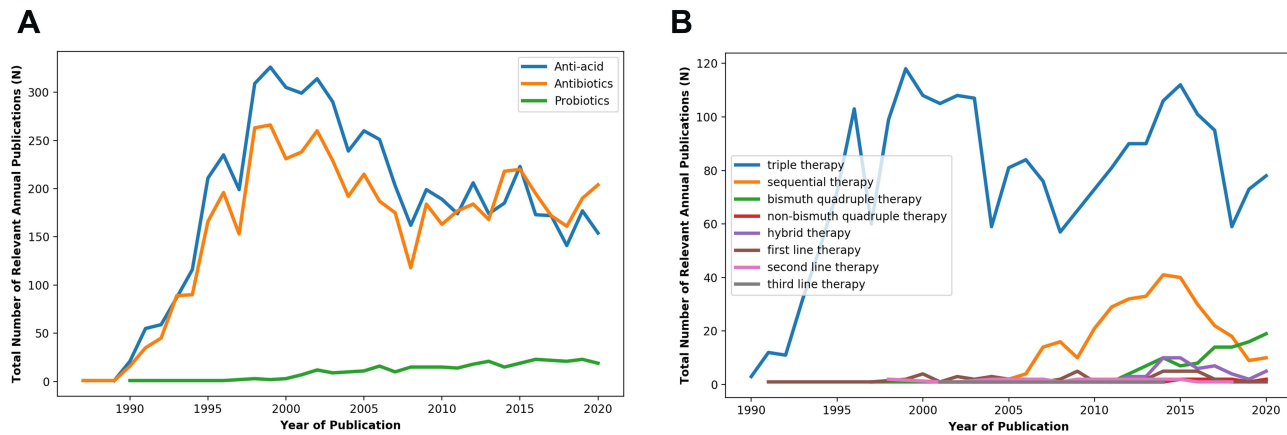 A
Total Number of Relevant Annual Publications (N)
300
250
200
150
100
50
0
Anti-acid
Antibiotics
Probiotics
1990
1995
2000
2005
2010
2015
2020
Year of Publication
B
Total Number of Relevant Annual Publications (N)
120
100
80
60
40
20
0
triple therapy
sequential therapy
bismuth quadruple therapy
non-bismuth quadruple therapy
hybrid therapy
first line therapy
second line therapy
third line therapy
1990
1995
2000
2005
2010
2015
2020
Year of Publication